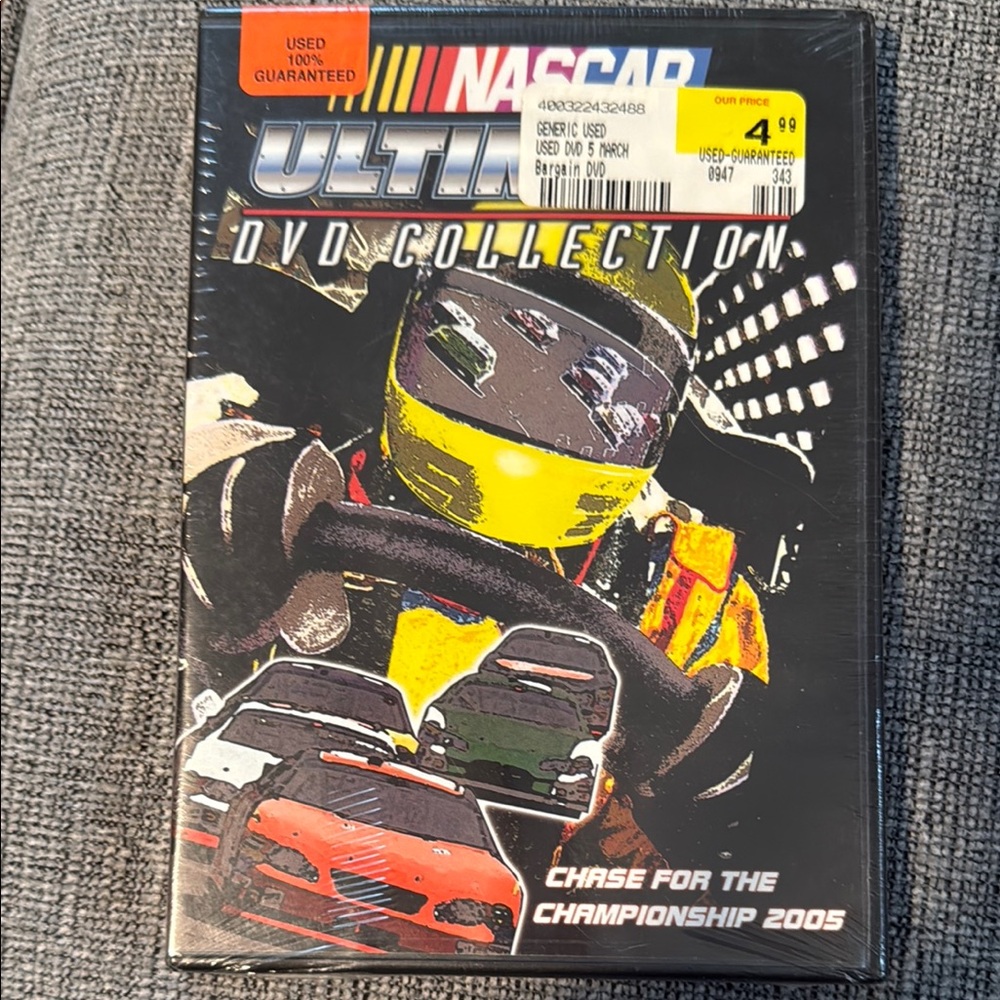 USED
100%
GUARANTEED
NASCAR
400322432488
OUR PRICE
4 99
GENERIC USED
USED DVD 5 MARCH
Bargain DVD
USED-GUARANTEED
0947 343
ULTIM
DVD COLLECTION
CHASE FOR THE
CHAMPIONSHIP 2005